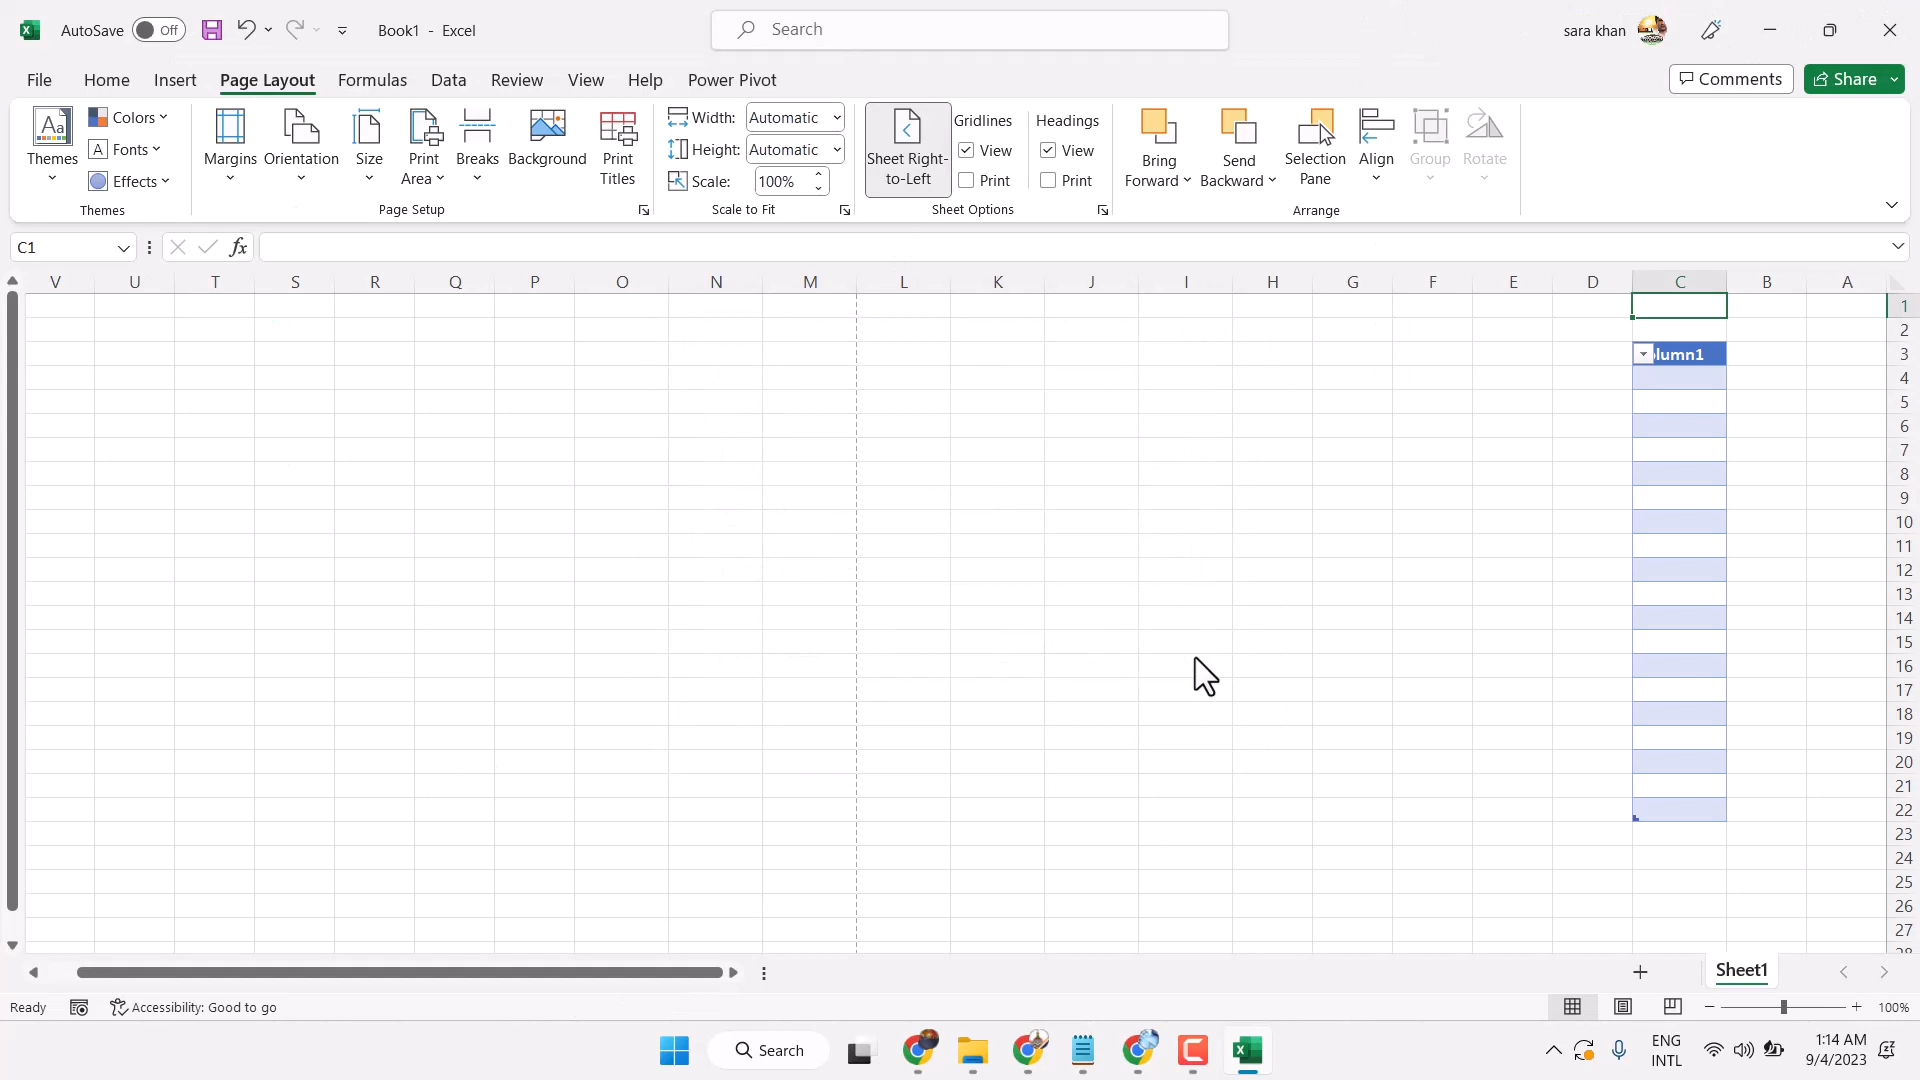 AutoSave Off Book1 - Excel Search sara khan
File Home Insert Page Layout Formulas Data Review View Help Power Pivot Comments Share
Themes Colors Fonts Effects Themes
Margins Orientation Size Print Area Breaks Background Print Titles Page Setup
Width: Automatic Height: Automatic Scale: 100% Scale to Fit
Sheet Right-to-Left Gridlines View Print Headings View Print Sheet Options
Bring Forward Send Backward Selection Pane Align Group Rotate Arrange
C1 fx
V U T S R Q P O N M L K J I H G F E D C B A
1
2
lumn1 3
4
5
6
7
8
9
10
11
12
13
14
15
16
17
18
19
20
21
22
23
24
25
26
27
28
Sheet1
Ready Accessibility: Good to go 100%
Search ENG INTL 1:14 AM 9/4/2023